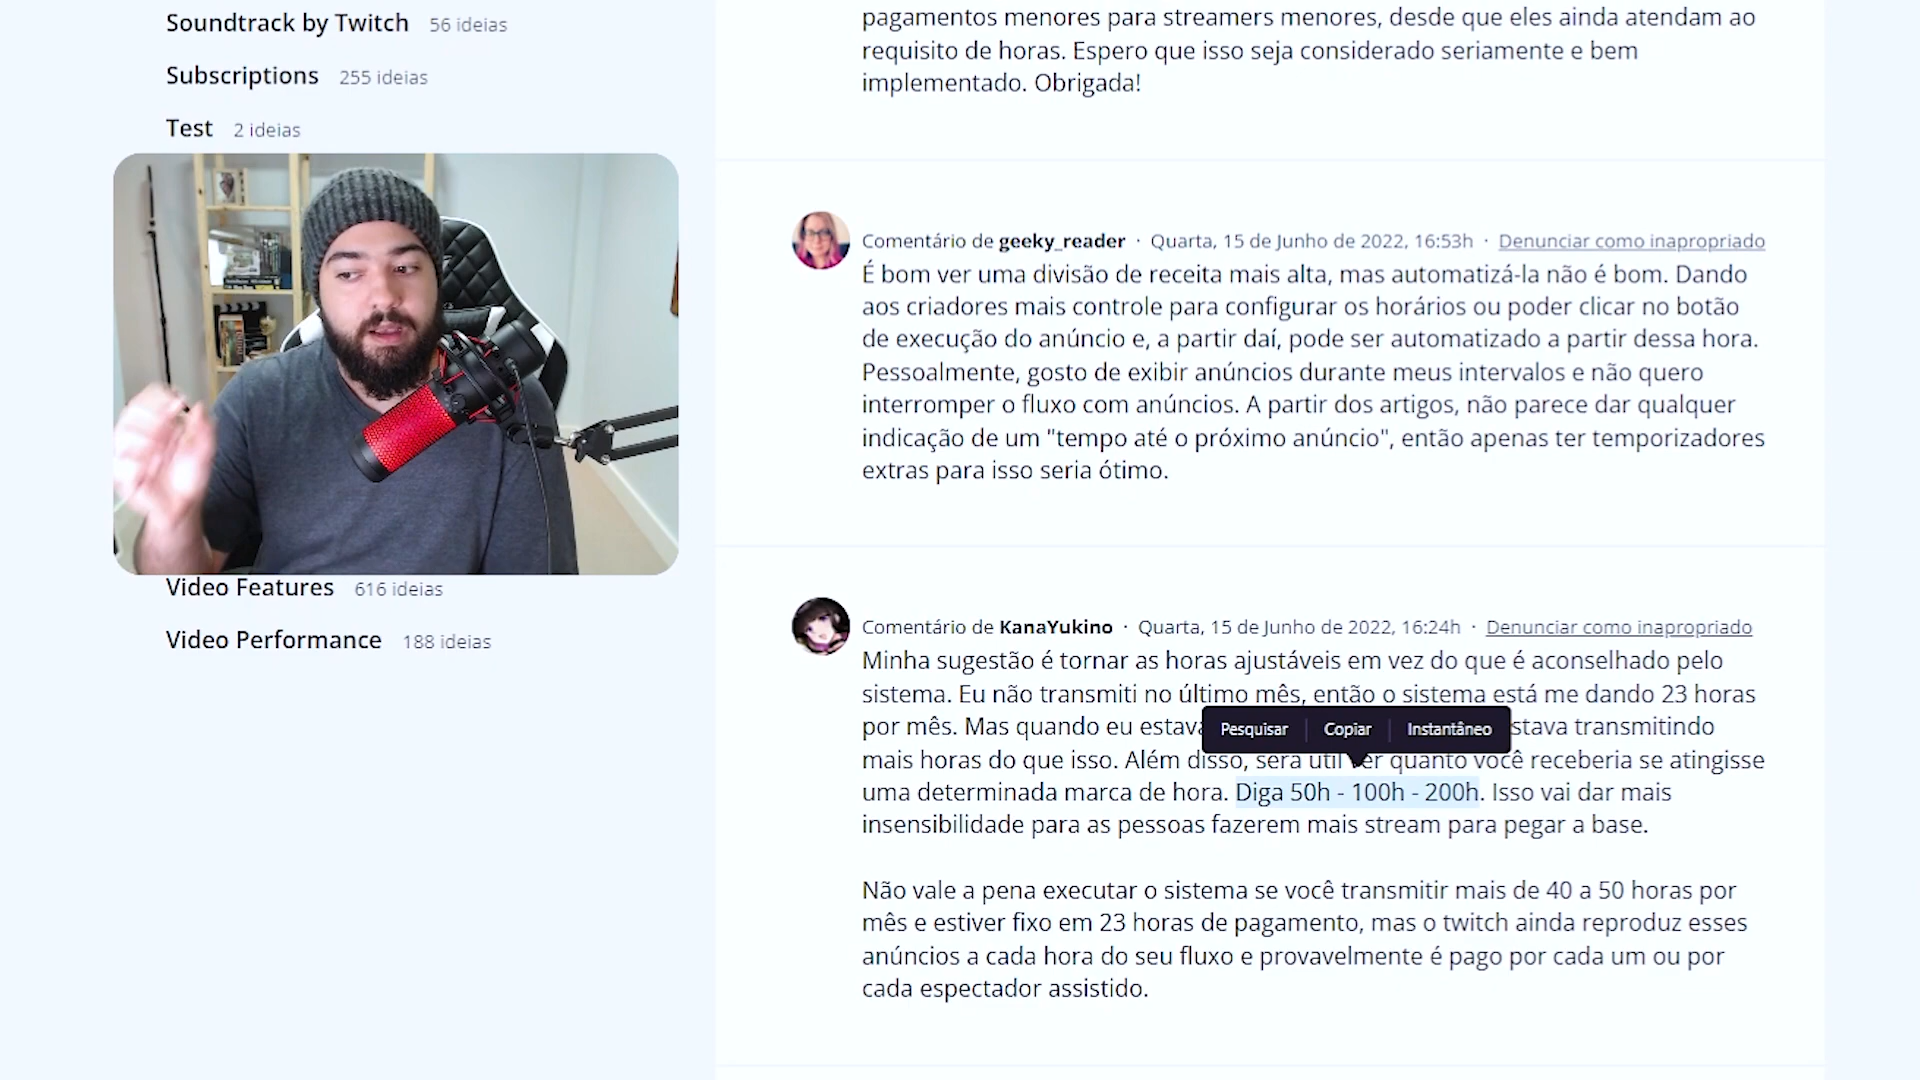 Soundtrack by Twitch 56 ideias
Subscriptions 255 ideias
Test 2 ideias
Video Features 616 ideias
Video Performance 188 ideias
pagamentos menores para streamers menores, desde que eles ainda atendam ao
requisito de horas. Espero que isso seja considerado seriamente e bem
implementado. Obrigada!
Comentário de geeky_reader · Quarta, 15 de Junho de 2022, 16:53h · Denunciar como inapropriado
É bom ver uma divisão de receita mais alta, mas automatizá-la não é bom. Dando
aos criadores mais controle para configurar os horários ou poder clicar no botão
de execução do anúncio e, a partir daí, pode ser automatizado a partir dessa hora.
Pessoalmente, gosto de exibir anúncios durante meus intervalos e não quero
interromper o fluxo com anúncios. A partir dos artigos, não parece dar qualquer
indicação de um "tempo até o próximo anúncio", então apenas ter temporizadores
extras para isso seria ótimo.
Comentário de KanaYukino · Quarta, 15 de Junho de 2022, 16:24h · Denunciar como inapropriado
Minha sugestão é tornar as horas ajustáveis em vez do que é aconselhado pelo
sistema. Eu não transmiti no último mês, então o sistema está me dando 23 horas
por mês. Mas quando eu estava stava transmitindo
Pesquisar Copiar Instantâneo
mais horas do que isso. Além disso, será útil ver quanto você receberia se atingisse
uma determinada marca de hora. Diga 50h - 100h - 200h. Isso vai dar mais
insensibilidade para as pessoas fazerem mais stream para pegar a base.
Não vale a pena executar o sistema se você transmitir mais de 40 a 50 horas por
mês e estiver fixo em 23 horas de pagamento, mas o twitch ainda reproduz esses
anúncios a cada hora do seu fluxo e provavelmente é pago por cada um ou por
cada espectador assistido.